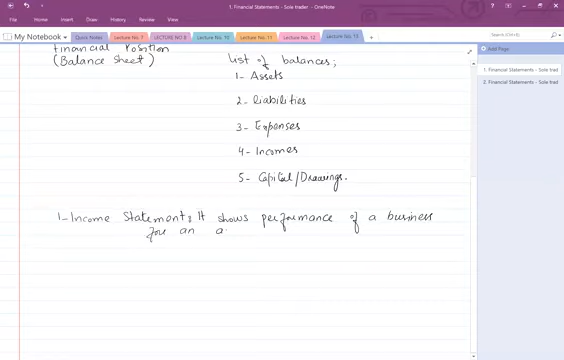 1. Financial Statements - Sole trader - OneNote
File Home Insert Draw History Review View
My Notebook Quick Notes Lecture No. 7 LECTURE NO 8 Lecture No. 10 Lecture No. 11 Lecture No. 12 Lecture No. 13 +
Search (Ctrl+E)
Add Page
1. Financial Statements - Sole trad
2. Financial Statements - Sole trad
Financial Position
(Balance Sheet)
List of balances;
1- Assets
2- Liabilities
3- Expenses
4- Incomes
5- Capital/Drawings.
1- Income Statement; It shows performance of a business
for an a